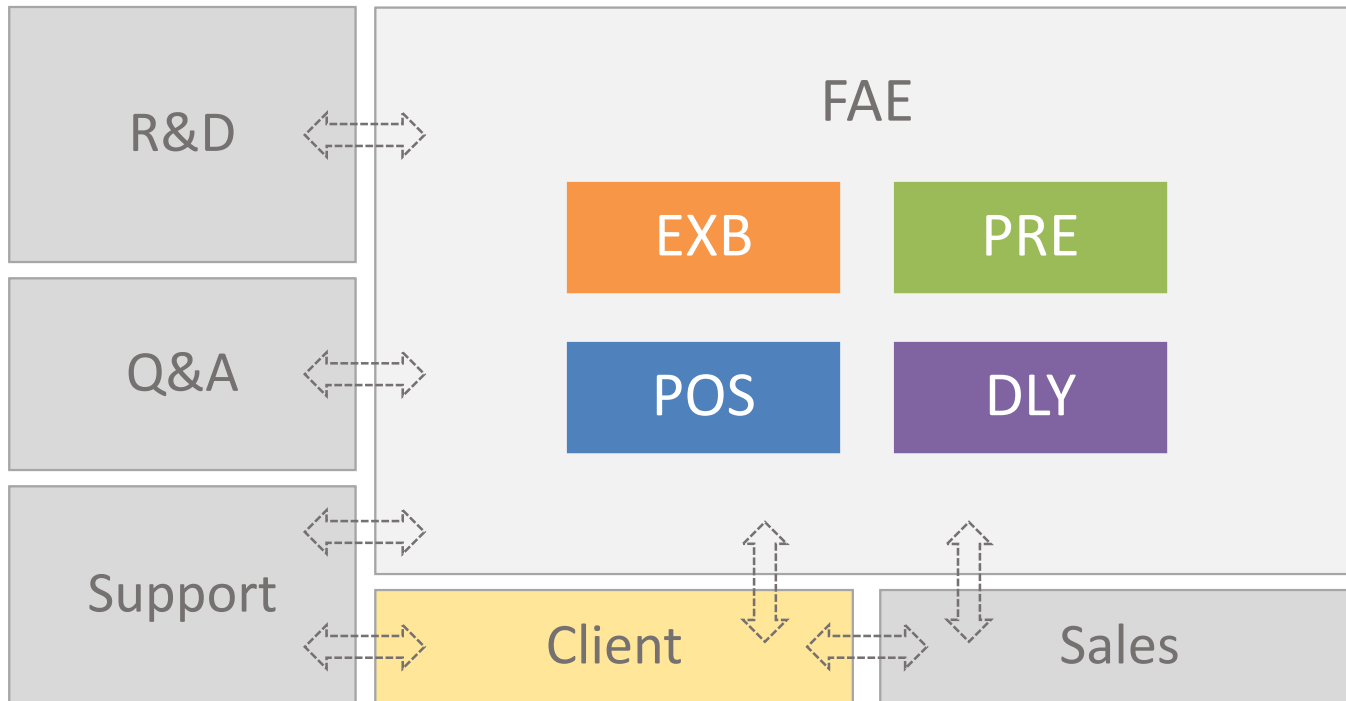 R&D
FAE
EXB
PRE
Q&A
POS
DLY
Support
Client
Sales